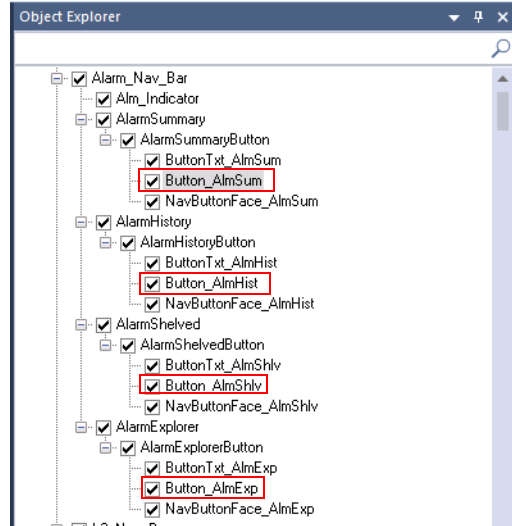 Object Explorer
Alarm_Nav_Bar
Alm_Indicator
AlarmSummary
AlarmSummaryButton
ButtonTxt_AlmSum
Button_AlmSum
NavButtonFace_AlmSum
AlarmHistory
AlarmHistoryButton
ButtonTxt_AlmHist
Button_AlmHist
NavButtonFace_AlmHist
AlarmShelved
AlarmShelvedButton
ButtonTxt_AlmShlv
Button_AlmShlv
NavButtonFace_AlmShlv
AlarmExplorer
AlarmExplorerButton
ButtonTxt_AlmExp
Button_AlmExp
NavButtonFace_AlmExp